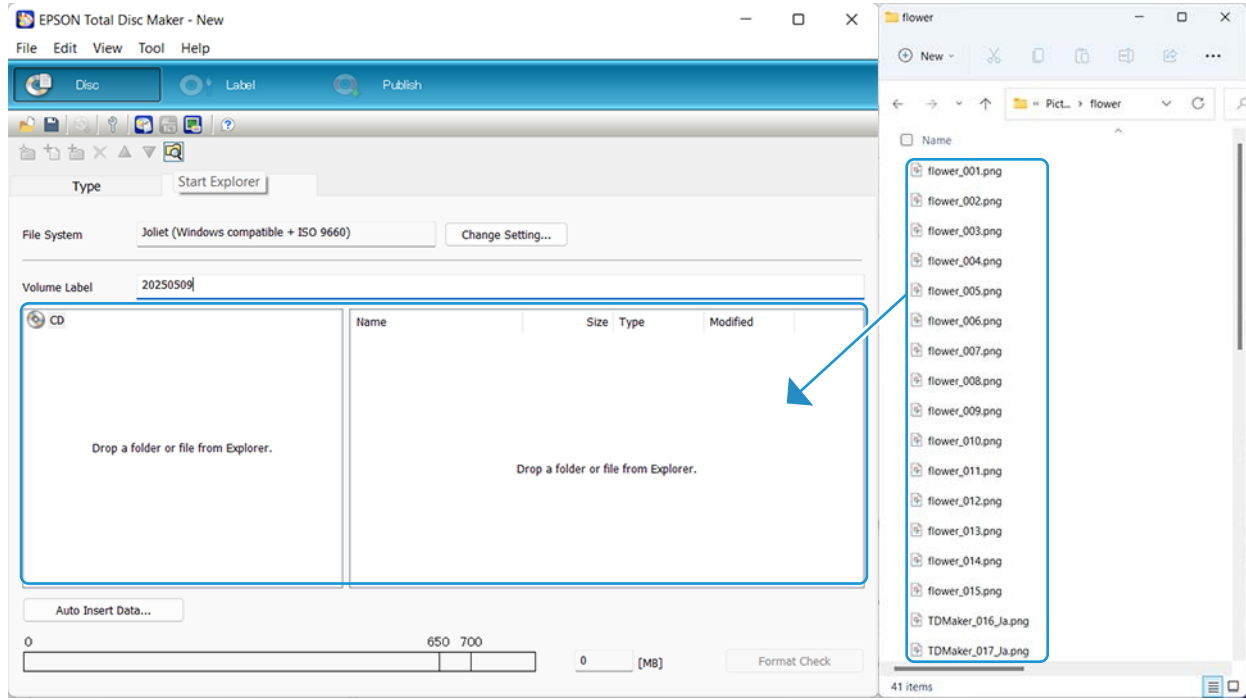 EPSON Total Disc Maker - New
File Edit View Tool Help
Disc Label Publish
Type
Start Explorer
File System Joliet (Windows compatible + ISO 9660) Change Setting...
Volume Label 20250509
CD
Name Size Type Modified
Drop a folder or file from Explorer.
Drop a folder or file from Explorer.
Auto Insert Data...
0 650 700
0 [MB] Format Check
flower
New
« Pict... › flower
Name
flower_001.png
flower_002.png
flower_003.png
flower_004.png
flower_005.png
flower_006.png
flower_007.png
flower_008.png
flower_009.png
flower_010.png
flower_011.png
flower_012.png
flower_013.png
flower_014.png
flower_015.png
TDMaker_016_Ja.png
TDMaker_017_Ja.png
41 items